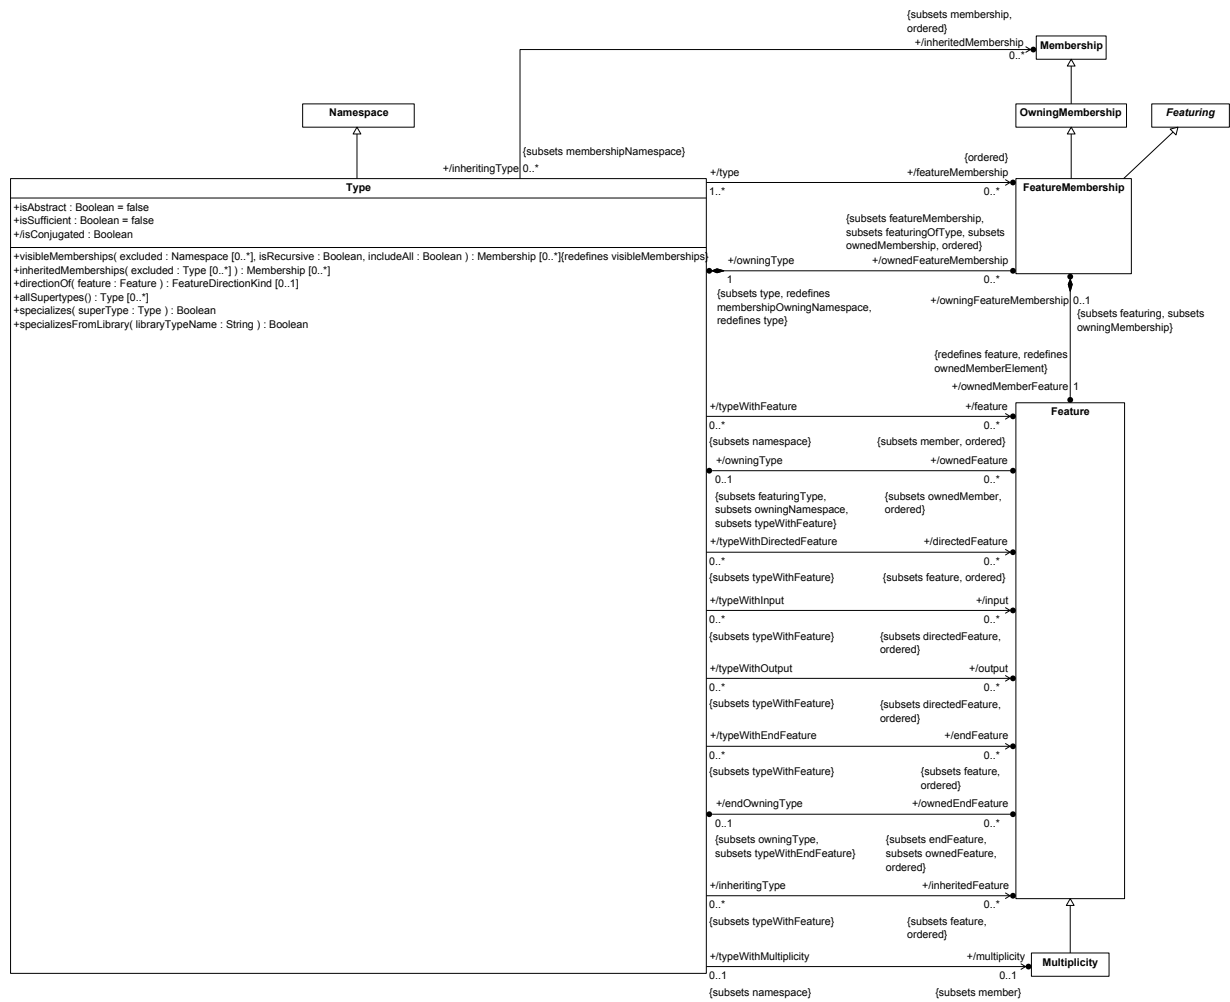 {subsets membership,
ordered}
+/inheritedMembership
0..*
Membership
Namespace
OwningMembership
Featuring
{subsets membershipNamespace}
+/inheritingType 0..*
{ordered}
+/type
+/featureMembership
1..*
0..*
FeatureMembership
Type
+isAbstract : Boolean = false
+isSufficient : Boolean = false
+/isConjugated : Boolean
+visibleMemberships( excluded : Namespace [0..*], isRecursive : Boolean, includeAll : Boolean ) : Membership [0..*]{redefines visibleMemberships}
+inheritedMemberships( excluded : Type [0..*] ) : Membership [0..*]
+directionOf( feature : Feature ) : FeatureDirectionKind [0..1]
+allSupertypes() : Type [0..*]
+specializes( superType : Type ) : Boolean
+specializesFromLibrary( libraryTypeName : String ) : Boolean
{subsets featureMembership,
subsets featuringOfType, subsets
ownedMembership, ordered}
+/owningType
+/ownedFeatureMembership
1
0..*
{subsets type, redefines
membershipOwningNamespace,
redefines type}
+/owningFeatureMembership 0..1
{subsets featuring, subsets
owningMembership}
{redefines feature, redefines
ownedMemberElement}
+/ownedMemberFeature 1
Feature
+/typeWithFeature
+/feature
0..*
0..*
{subsets namespace}
{subsets member, ordered}
+/owningType
+/ownedFeature
0..1
0..*
{subsets featuringType,
subsets owningNamespace,
subsets typeWithFeature}
{subsets ownedMember,
ordered}
+/typeWithDirectedFeature
+/directedFeature
0..*
0..*
{subsets typeWithFeature}
{subsets feature, ordered}
+/typeWithInput
+/input
0..*
0..*
{subsets typeWithFeature}
{subsets directedFeature,
ordered}
+/typeWithOutput
+/output
0..*
0..*
{subsets typeWithFeature}
{subsets directedFeature,
ordered}
+/typeWithEndFeature
+/endFeature
0..*
0..*
{subsets typeWithFeature}
{subsets feature,
ordered}
+/endOwningType
+/ownedEndFeature
0..1
0..*
{subsets owningType,
subsets typeWithEndFeature}
{subsets endFeature,
subsets ownedFeature,
ordered}
+/inheritingType
+/inheritedFeature
0..*
0..*
{subsets typeWithFeature}
{subsets feature,
ordered}
+/typeWithMultiplicity
+/multiplicity
0..1
0..1
{subsets namespace}
{subsets member}
Multiplicity